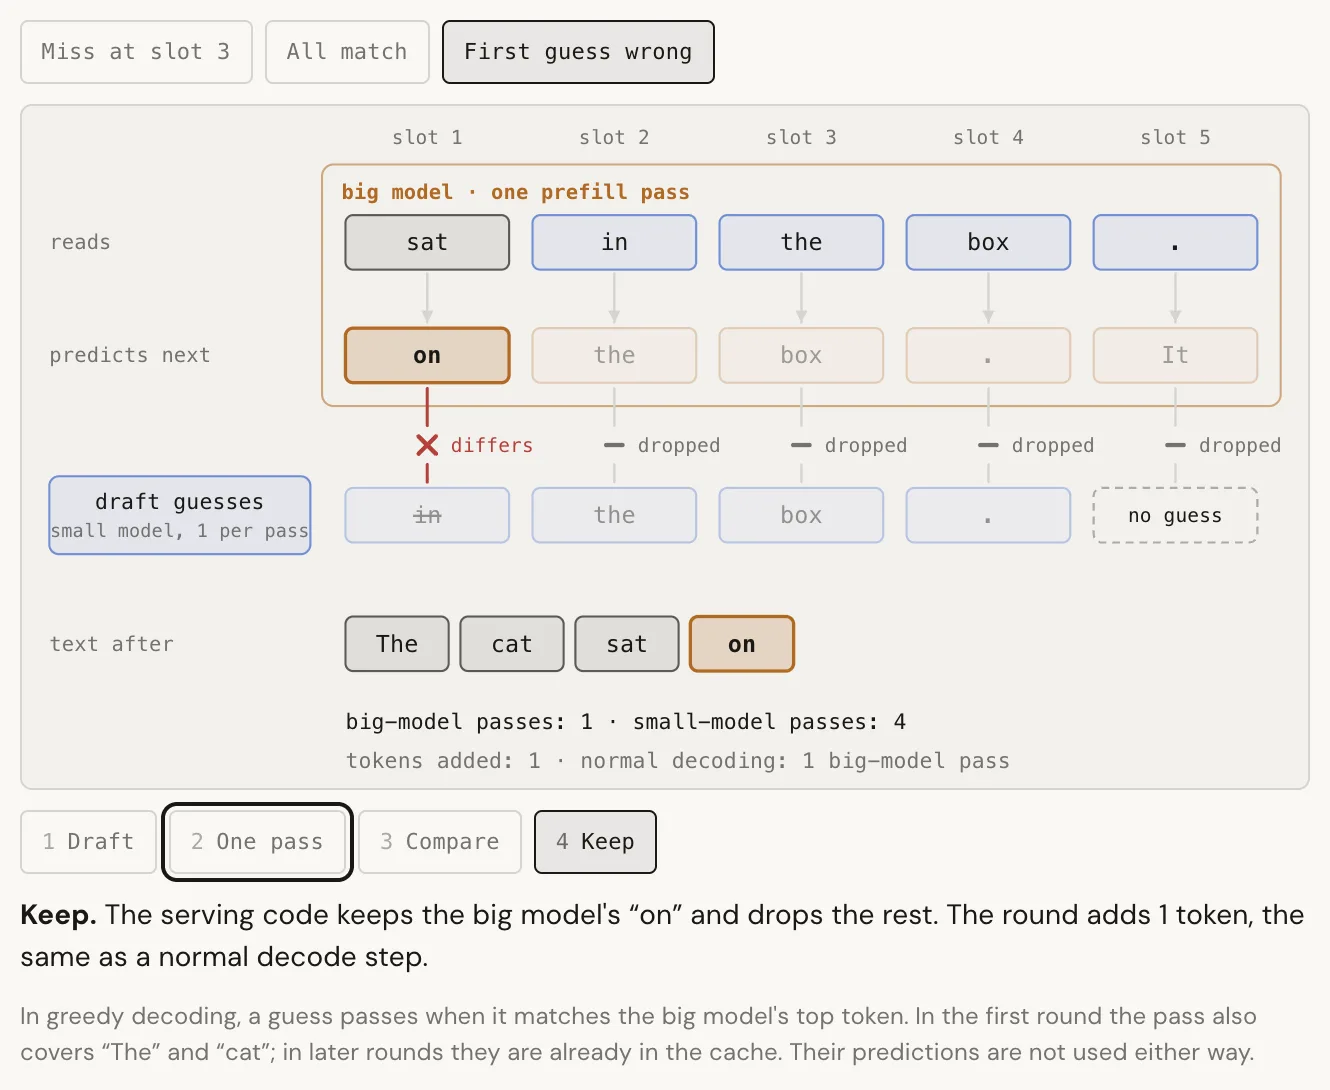 Miss at slot 3
All match
First guess wrong
slot 1 slot 2 slot 3 slot 4 slot 5
big model · one prefill pass
reads sat in the box .
predicts next on the box . It
differs dropped dropped dropped dropped
draft guesses
small model, 1 per pass
in the box . no guess
text after The cat sat on
big-model passes: 1 · small-model passes: 4
tokens added: 1 · normal decoding: 1 big-model pass
1 Draft
2 One pass
3 Compare
4 Keep
Keep. The serving code keeps the big model's “on” and drops the rest. The round adds 1 token, the
same as a normal decode step.
In greedy decoding, a guess passes when it matches the big model's top token. In the first round the pass also
covers “The” and “cat”; in later rounds they are already in the cache. Their predictions are not used either way.